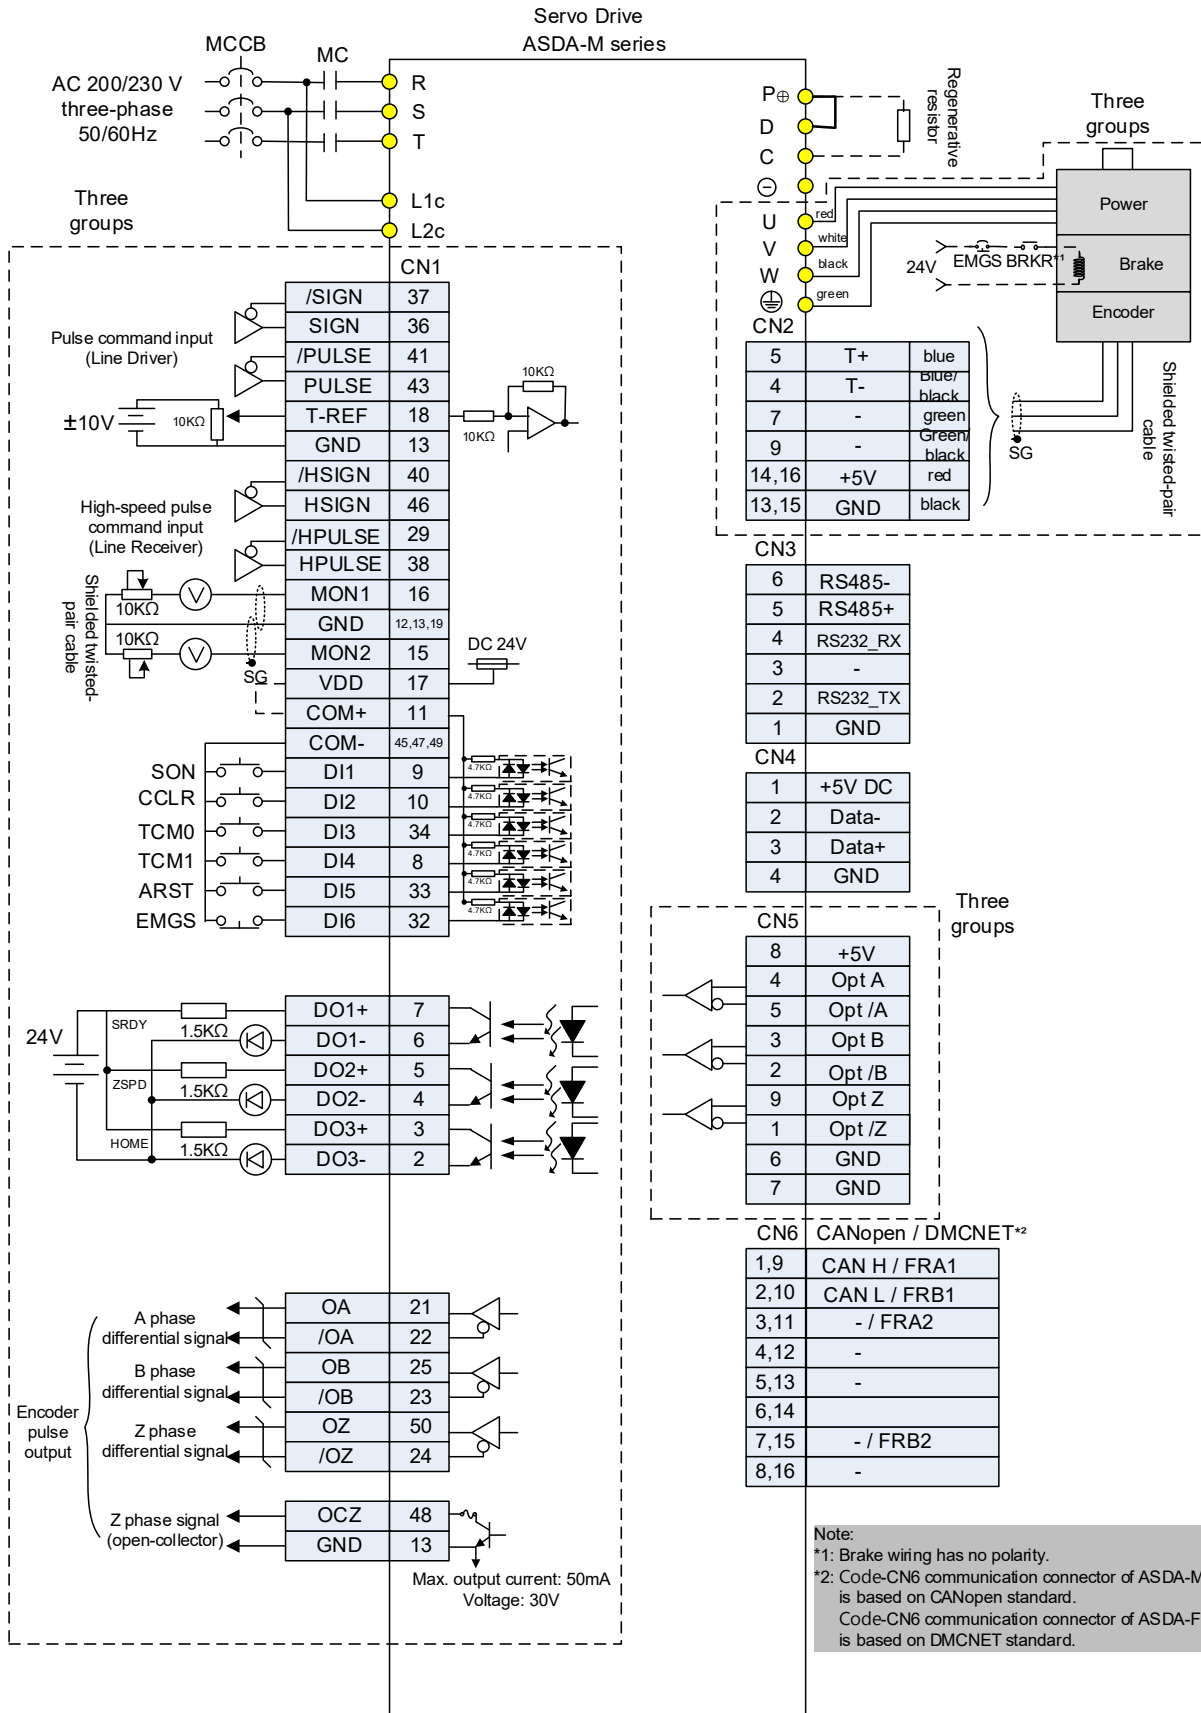 Servo Drive
ASDA-M series
MCCB
MC
AC 200/230 V
three-phase
50/60Hz
R
S
T
L1c
L2c
Three
groups
P⊕
D
C
⊖
U
V
W
Regenerative
resistor
Three
groups
red
white
black
green
Power
Brake
Encoder
24V
EMGS BRKR*¹
Shielded twisted-pair
cable
SG
CN1
/SIGN 37
SIGN 36
/PULSE 41
PULSE 43
T-REF 18
GND 13
/HSIGN 40
HSIGN 46
/HPULSE 29
HPULSE 38
MON1 16
GND 12,13,19
MON2 15
VDD 17
COM+ 11
COM- 45,47,49
DI1 9
DI2 10
DI3 34
DI4 8
DI5 33
DI6 32
Pulse command input
(Line Driver)
±10V
10KΩ
10KΩ
10KΩ
High-speed pulse
command input
(Line Receiver)
Shielded twisted-
pair cable
10KΩ
10KΩ
V
V
SG
DC 24V
SON
CCLR
TCM0
TCM1
ARST
EMGS
4.7KΩ
4.7KΩ
4.7KΩ
4.7KΩ
4.7KΩ
4.7KΩ
DO1+ 7
DO1- 6
DO2+ 5
DO2- 4
DO3+ 3
DO3- 2
24V
SRDY
1.5KΩ
ZSPD
1.5KΩ
HOME
1.5KΩ
OA 21
/OA 22
OB 25
/OB 23
OZ 50
/OZ 24
OCZ 48
GND 13
Encoder
pulse
output
A phase
differential signal
B phase
differential signal
Z phase
differential signal
Z phase signal
(open-collector)
Max. output current: 50mA
Voltage: 30V
CN2
5 T+ blue
4 T- Blue/
black
7 - green
9 - Green/
black
14,16 +5V red
13,15 GND black
CN3
6 RS485-
5 RS485+
4 RS232_RX
3 -
2 RS232_TX
1 GND
CN4
1 +5V DC
2 Data-
3 Data+
4 GND
Three
groups
CN5
8 +5V
4 Opt A
5 Opt /A
3 Opt B
2 Opt /B
9 Opt Z
1 Opt /Z
6 GND
7 GND
CN6 CANopen / DMCNET*²
1,9 CAN H / FRA1
2,10 CAN L / FRB1
3,11 - / FRA2
4,12 -
5,13 -
6,14
7,15 - / FRB2
8,16 -
Note:
*1: Brake wiring has no polarity.
*2: Code-CN6 communication connector of ASDA-M
is based on CANopen standard.
Code-CN6 communication connector of ASDA-F
is based on DMCNET standard.